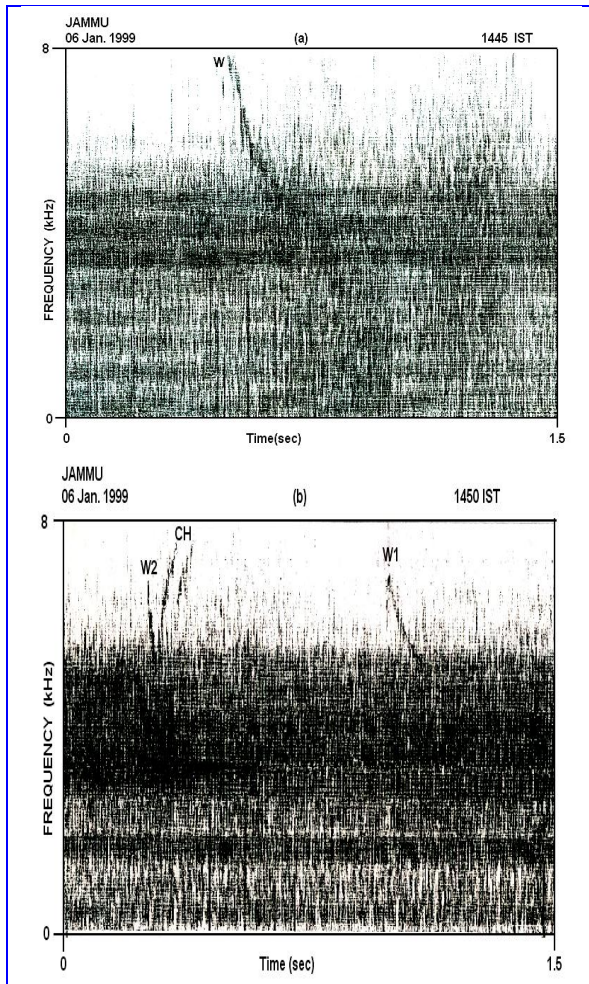 JAMMU
06 Jan. 1999 (a) 1445 IST
8
W
FREQUENCY (kHz)
0
0 1.5
Time(sec)
JAMMU
06 Jan. 1999 (b) 1450 IST
8
CH
W2 W1
FREQUENCY (kHz)
0
0 1.5
Time (sec)